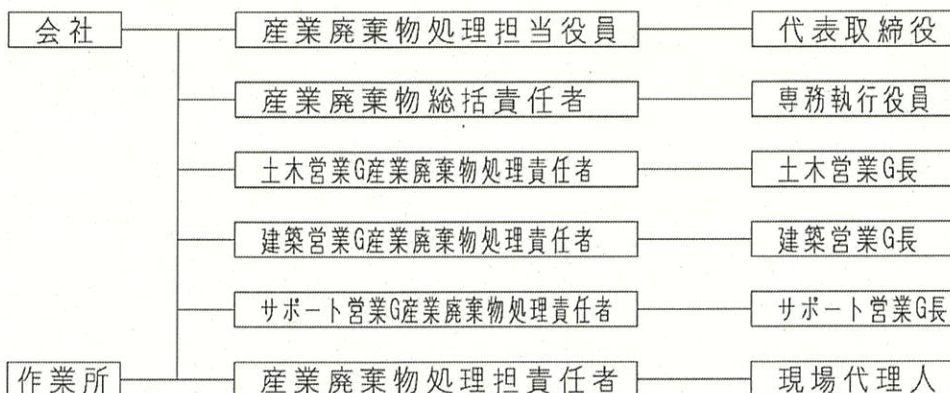 会社 産業廃棄物処理担当役員 代表取締役
産業廃棄物総括責任者 専務執行役員
土木営業G産業廃棄物処理責任者 土木営業G長
建築営業G産業廃棄物処理責任者 建築営業G長
サポート営業G産業廃棄物処理責任者 サポート営業G長
作業所 産業廃棄物処理担責任者 現場代理人